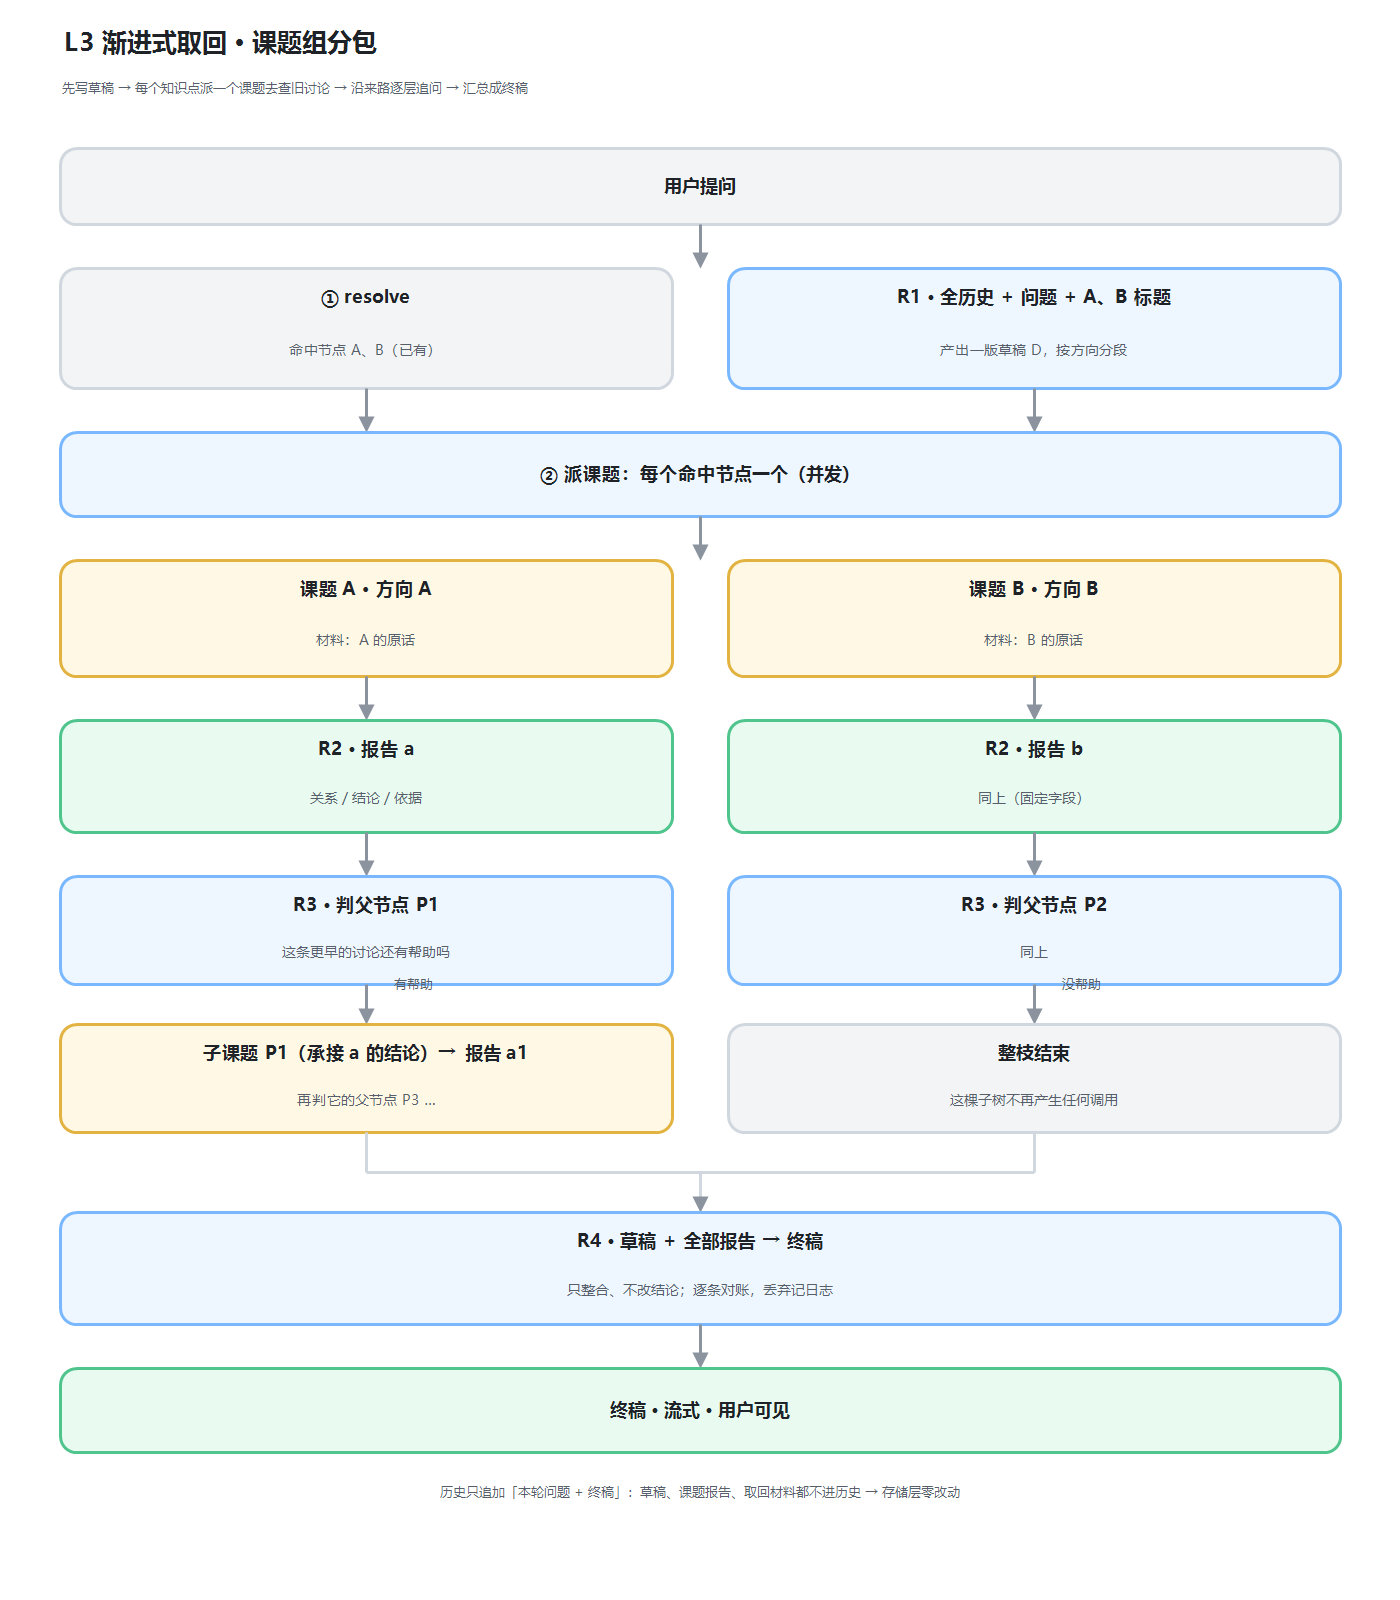 L3 渐进式取回 · 课题组分包
先写草稿 → 每个知识点派一个课题去查旧讨论 → 沿来路逐层追问 → 汇总成终稿
用户提问
① resolve
命中节点 A、B（已有）
R1 · 全历史 + 问题 + A、B 标题
产出一版草稿 D，按方向分段
② 派课题：每个命中节点一个（并发）
课题 A · 方向 A
材料：A 的原话
课题 B · 方向 B
材料：B 的原话
R2 · 报告 a
关系 / 结论 / 依据
R2 · 报告 b
同上（固定字段）
R3 · 判父节点 P1
这条更早的讨论还有帮助吗
有帮助
R3 · 判父节点 P2
同上
没帮助
子课题 P1（承接 a 的结论）→ 报告 a1
再判它的父节点 P3 …
整枝结束
这棵子树不再产生任何调用
R4 · 草稿 + 全部报告 → 终稿
只整合、不改结论；逐条对账，丢弃记日志
终稿 · 流式 · 用户可见
历史只追加「本轮问题 + 终稿」：草稿、课题报告、取回材料都不进历史 → 存储层零改动